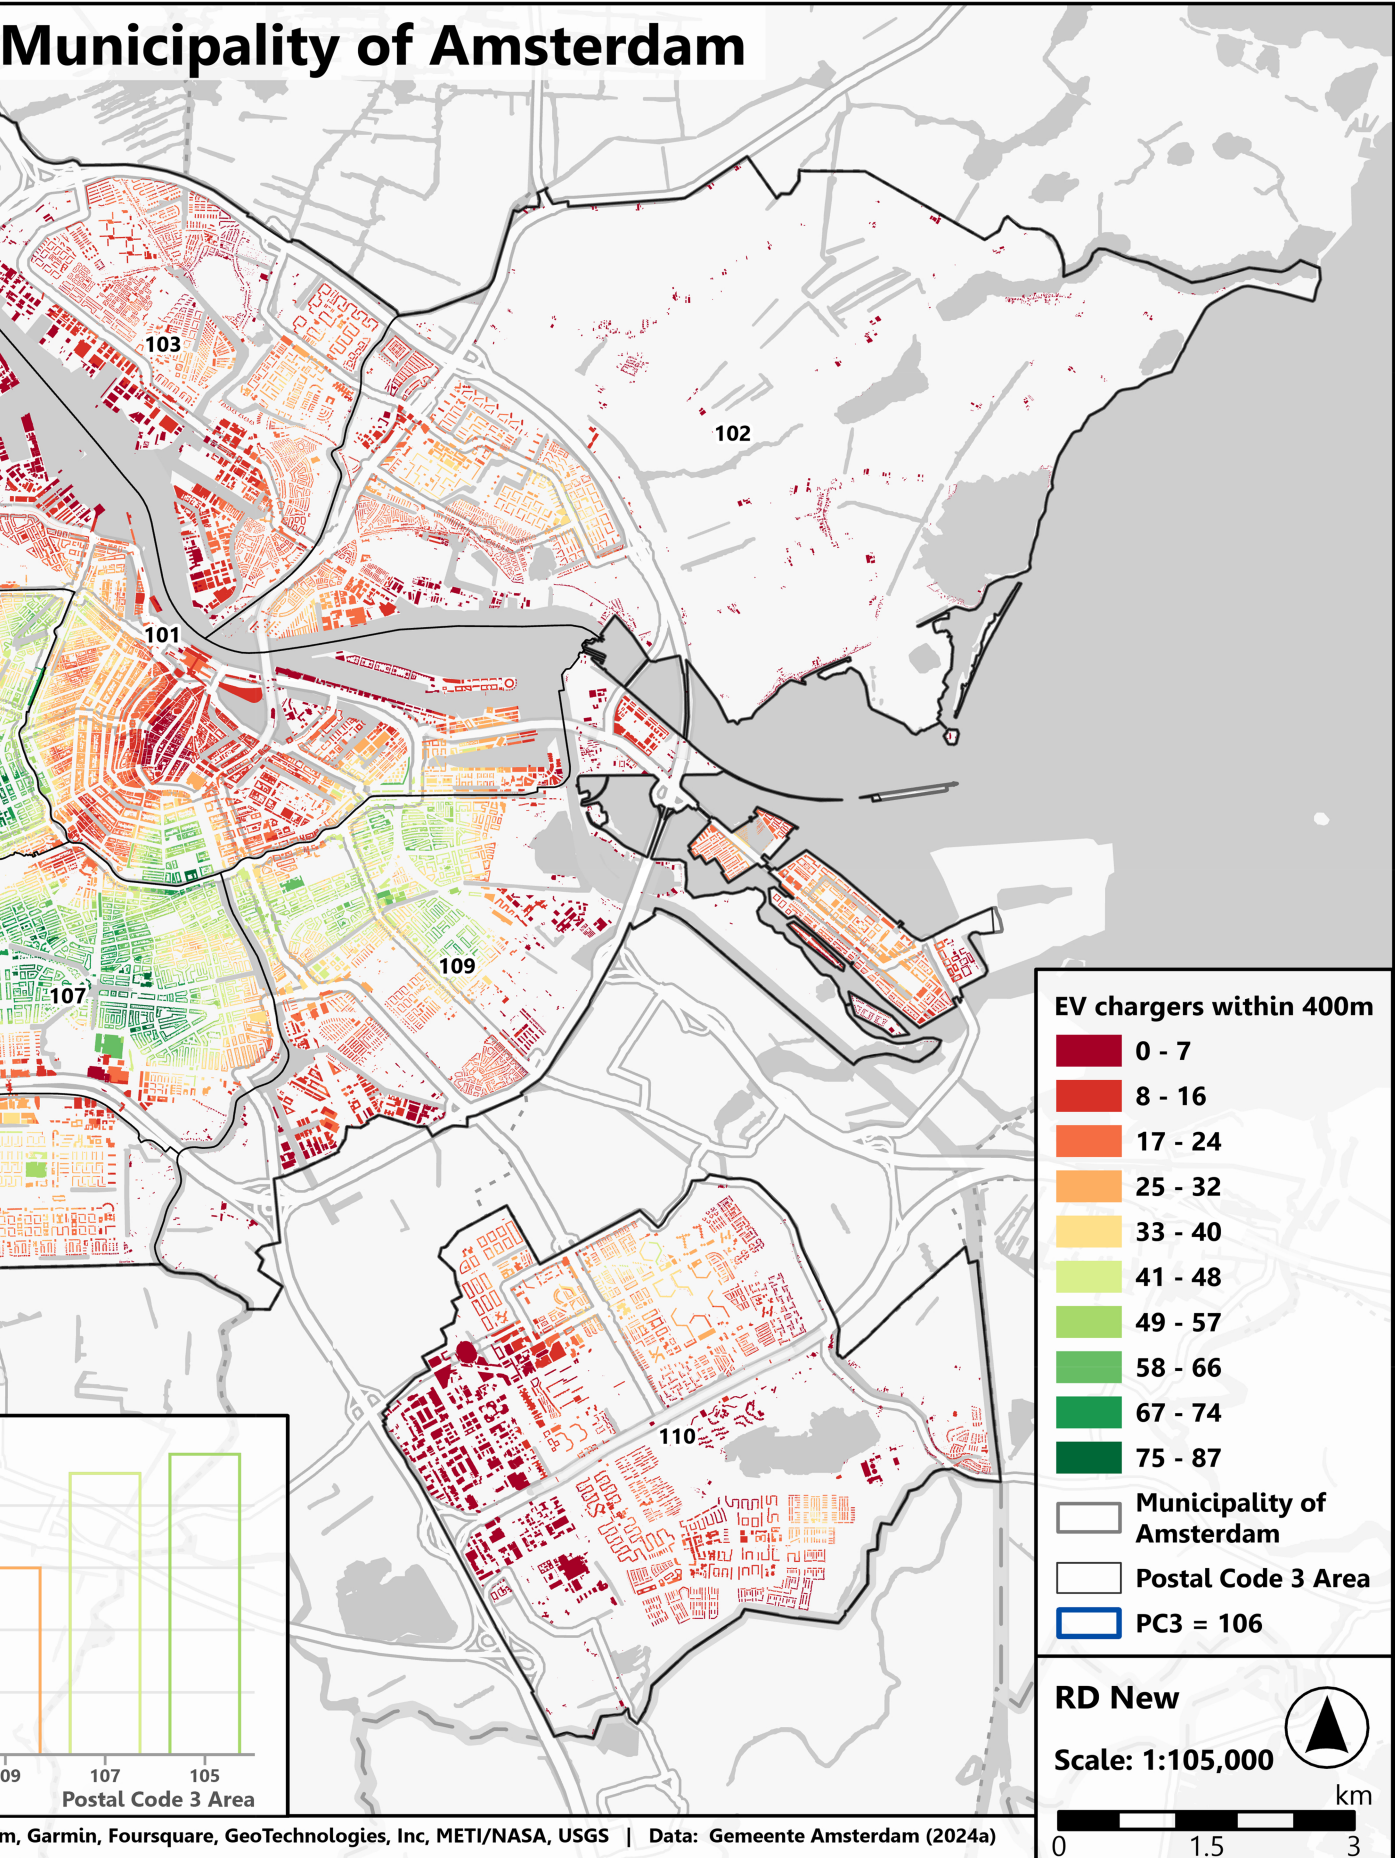 Municipality of Amsterdam
103
102
101
109
107
110
EV chargers within 400m
0 - 7
8 - 16
17 - 24
25 - 32
33 - 40
41 - 48
49 - 57
58 - 66
67 - 74
75 - 87
Municipality of
Amsterdam
Postal Code 3 Area
PC3 = 106
RD New
Scale: 1:105,000
km
0 1.5 3
09 107 105
Postal Code 3 Area
m, Garmin, Foursquare, GeoTechnologies, Inc, METI/NASA, USGS | Data: Gemeente Amsterdam (2024a)